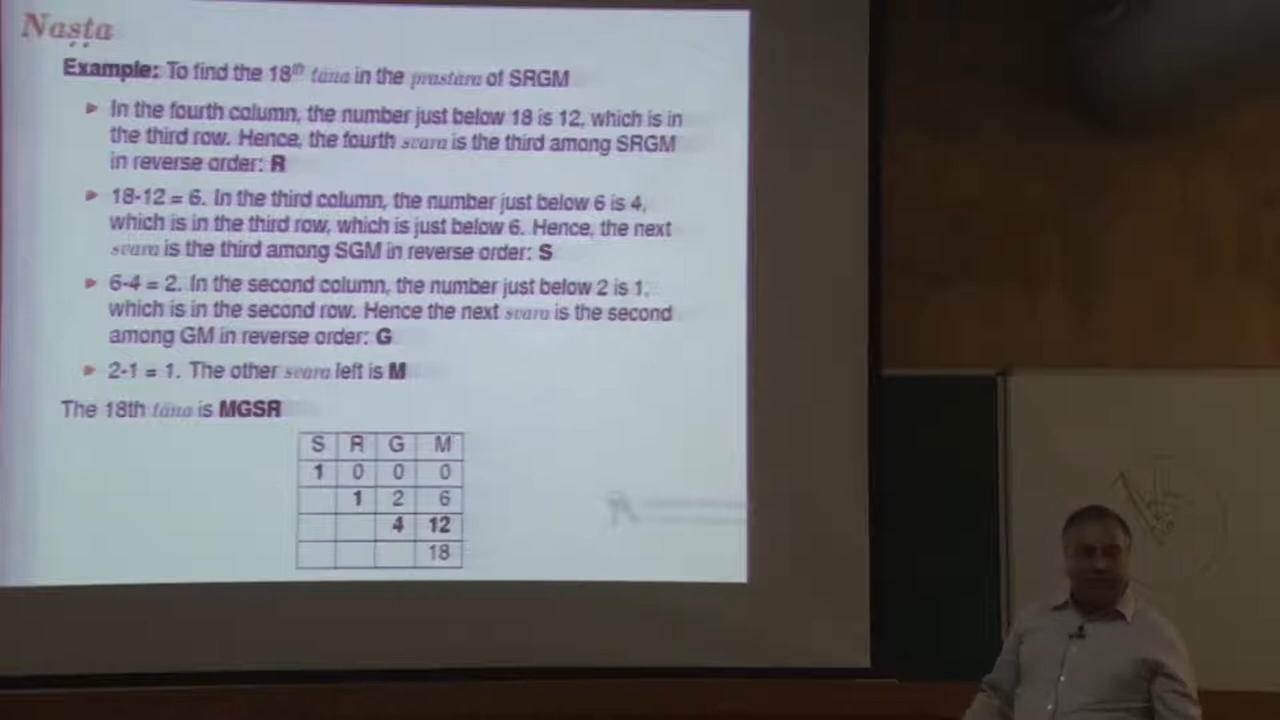 Naṣṭa
Example: To find the 18th tāna in the prastāra of SRGM
In the fourth column, the number just below 18 is 12, which is in
the third row. Hence, the fourth svara is the third among SRGM
in reverse order: R
18-12 = 6. In the third column, the number just below 6 is 4,
which is in the third row, which is just below 6. Hence, the next
svara is the third among SGM in reverse order: S
6-4 = 2. In the second column, the number just below 2 is 1,
which is in the second row. Hence the next svara is the second
among GM in reverse order: G
2-1 = 1. The other svara left is M
The 18th tāna is MGSR
S R G M
1 0 0 0
1 2 6
4 12
18